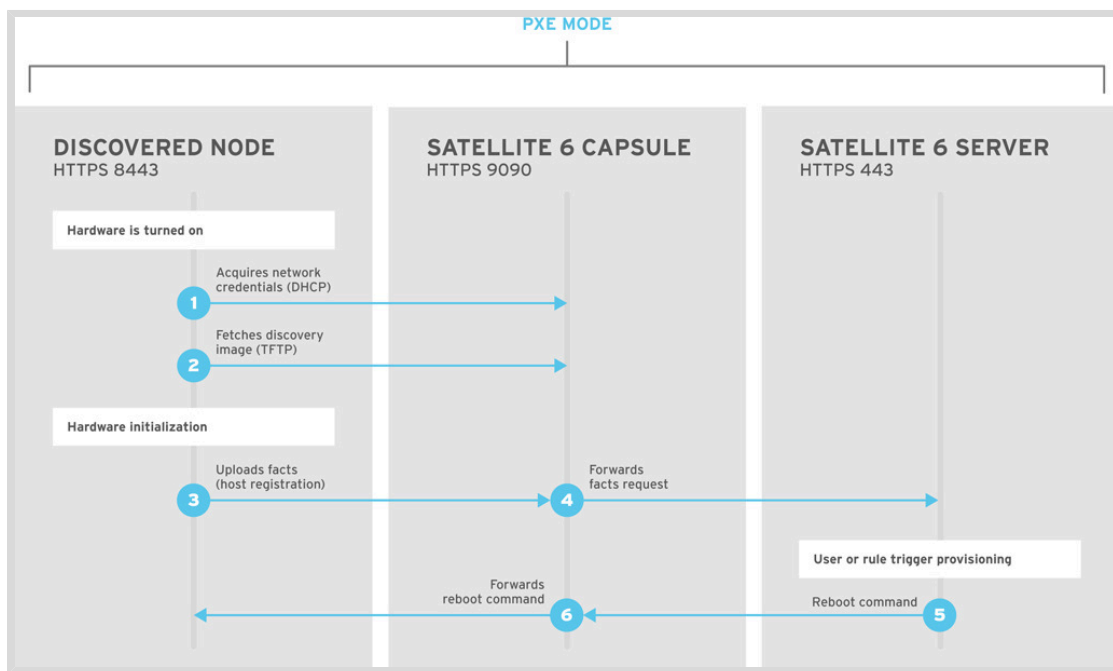 PXE MODE
DISCOVERED NODE
HTTPS 8443
SATELLITE 6 CAPSULE
HTTPS 9090
SATELLITE 6 SERVER
HTTPS 443
Hardware is turned on
1
Acquires network
credentials (DHCP)
2
Fetches discovery
image (TFTP)
Hardware initialization
3
Uploads facts
(host registration)
4
Forwards
facts request
User or rule trigger provisioning
Reboot command
5
Forwards
reboot command
6